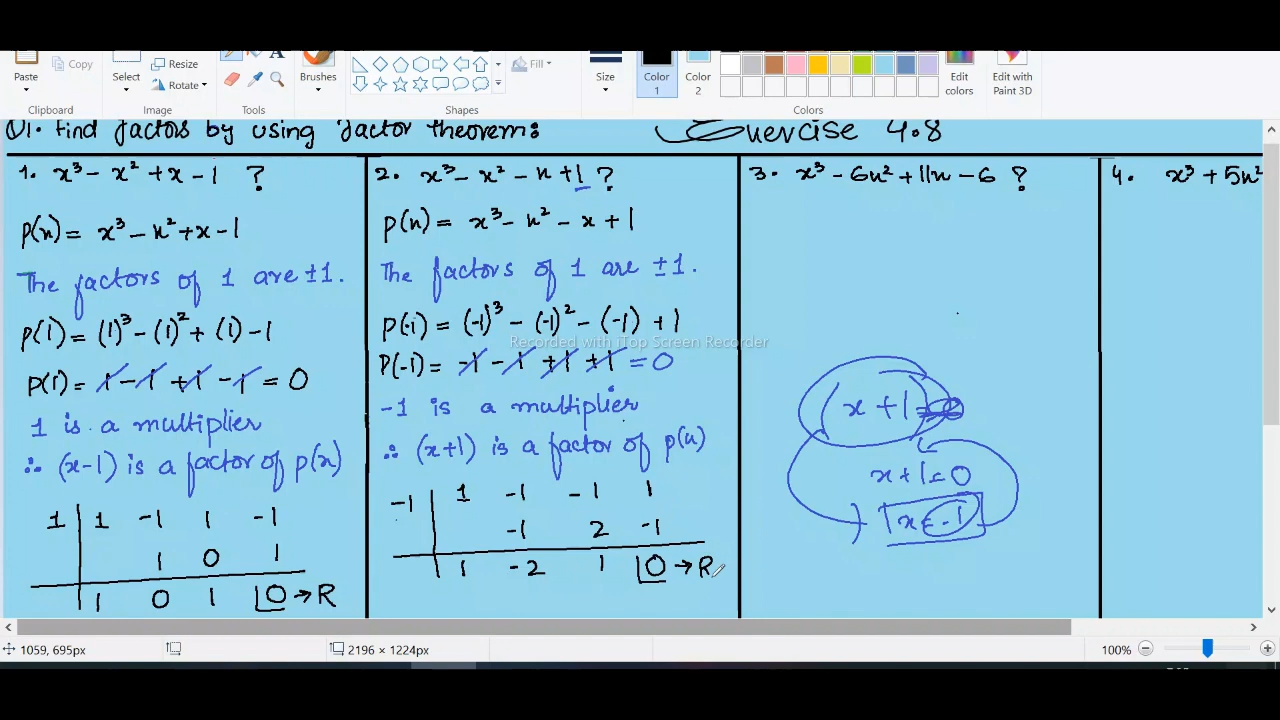 Paste
Copy
Select
Resize
Rotate
Brushes
Size
Fill
Color 1
Color 2
Edit colors
Edit with Paint 3D
Clipboard
Image
Tools
Shapes
Colors
Q1. Find factors by using factor theorem:
Exercise 4.8
1. x³ - x² + x - 1 ?
p(x) = x³ - x² + x - 1
The factors of 1 are ±1.
P(1) = (1)³ - (1)² + (1) - 1
P(1) = 1 - 1 + 1 - 1 = 0
1 is a multiplier
∴ (x-1) is a factor of p(x)
1 | 1 -1 1 -1
1 0 1
1 0 1 |0 → R
2. x³ - x² - x + 1 ?
p(x) = x³ - x² - x + 1
The factors of 1 are ±1.
P(-1) = (-1)³ - (-1)² - (-1) + 1
P(-1) = -1 - 1 + 1 + 1 = 0
-1 is a multiplier
∴ (x+1) is a factor of p(x)
-1 | 1 -1 -1 1
-1 2 -1
1 -2 1 |0 → R
3. x³ - 6x² + 11x - 6 ?
(x + 1)
x + 1 = 0
x = -1
4. x³ + 5x²
Recorded with iTop Screen Recorder
1059, 695px
2196 × 1224px
100%